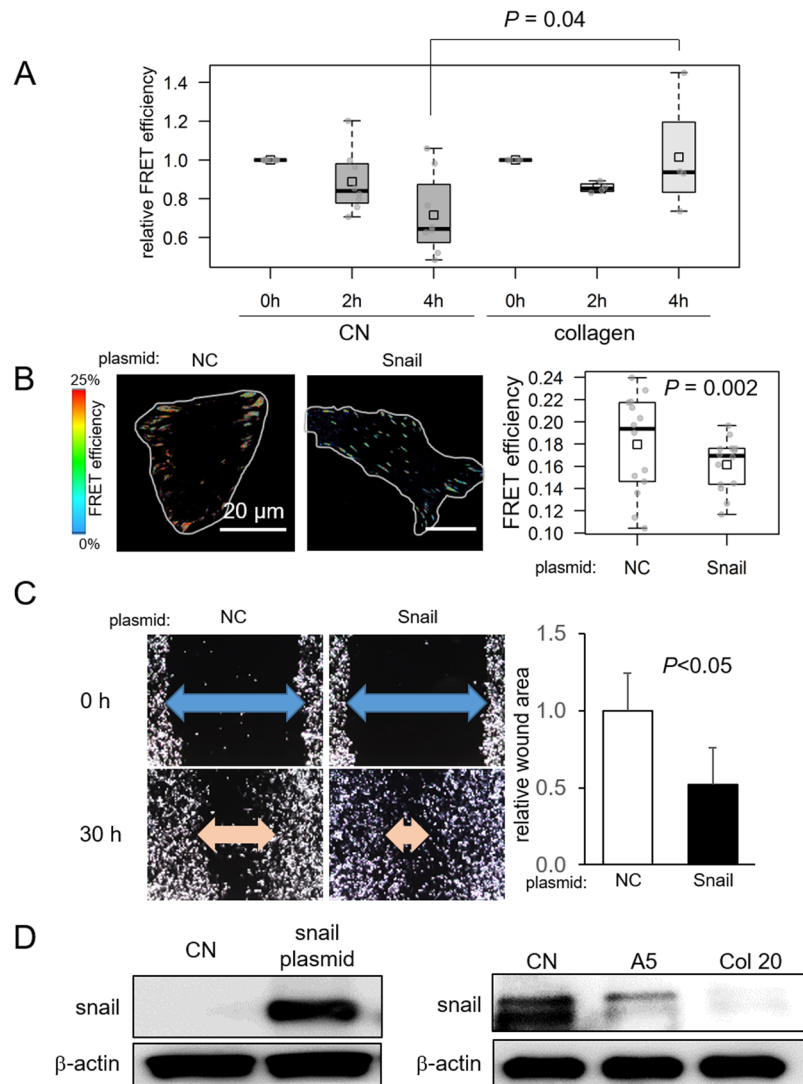 P = 0.04
A
relative FRET efficiency
1.4
1.2
1.0
0.8
0.6
0h 2h 4h 0h 2h 4h
CN collagen
B
plasmid: NC Snail
25%
FRET efficiency
0%
20 μm
FRET efficiency
0.24
0.22
0.20
0.18
0.16
0.14
0.12
0.10
P = 0.002
plasmid: NC Snail
C
plasmid: NC Snail
0 h
30 h
relative wound area
1.5
1.0
0.5
0.0
P<0.05
plasmid: NC Snail
D
CN snail
plasmid
snail
β-actin
CN A5 Col 20
snail
β-actin